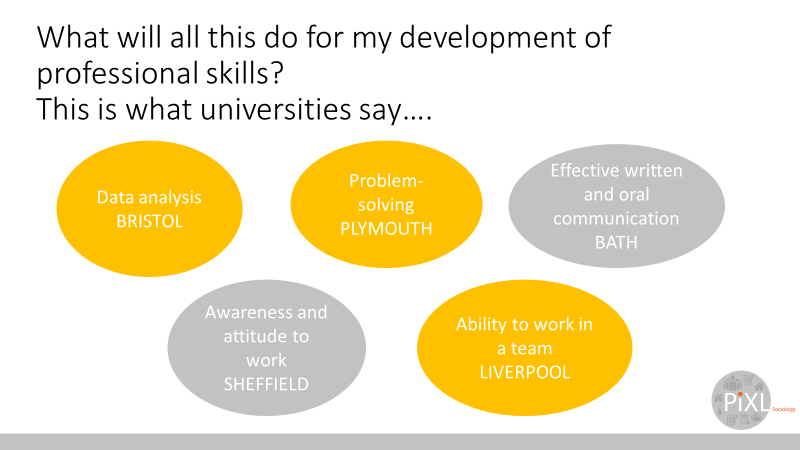 What will all this do for my development of
professional skills?
This is what universities say….
Data analysis
BRISTOL
Problem-
solving
PLYMOUTH
Effective written
and oral
communication
BATH
Awareness and
attitude to
work
SHEFFIELD
Ability to work in
a team
LIVERPOOL
PiXL Sociology